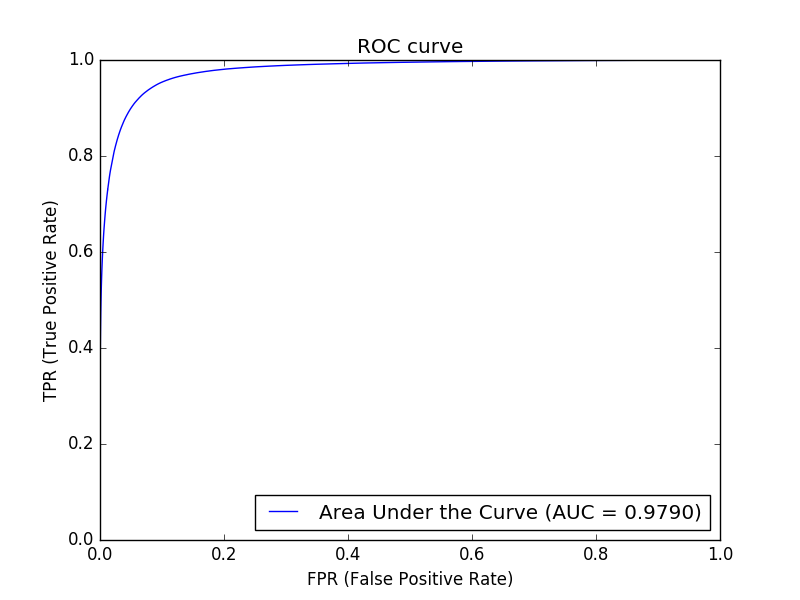 ROC curve
1.0
0.8
0.6
0.4
0.2
0.0
TPR (True Positive Rate)
Area Under the Curve (AUC = 0.9790)
0.0 0.2 0.4 0.6 0.8 1.0
FPR (False Positive Rate)